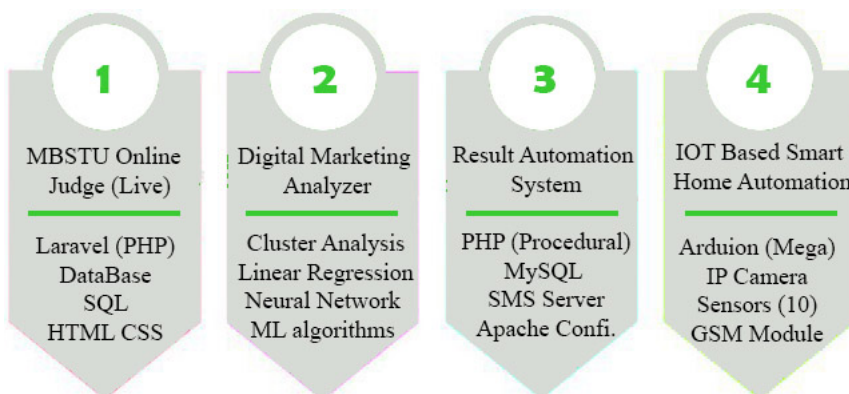 1
MBSTU Online
Judge (Live)
Laravel (PHP)
DataBase
SQL
HTML CSS
2
Digital Marketing
Analyzer
Cluster Analysis
Linear Regression
Neural Network
ML algorithms
3
Result Automation
System
PHP (Procedural)
MySQL
SMS Server
Apache Confi.
4
IOT Based Smart
Home Automation
Arduion (Mega)
IP Camera
Sensors (10)
GSM Module